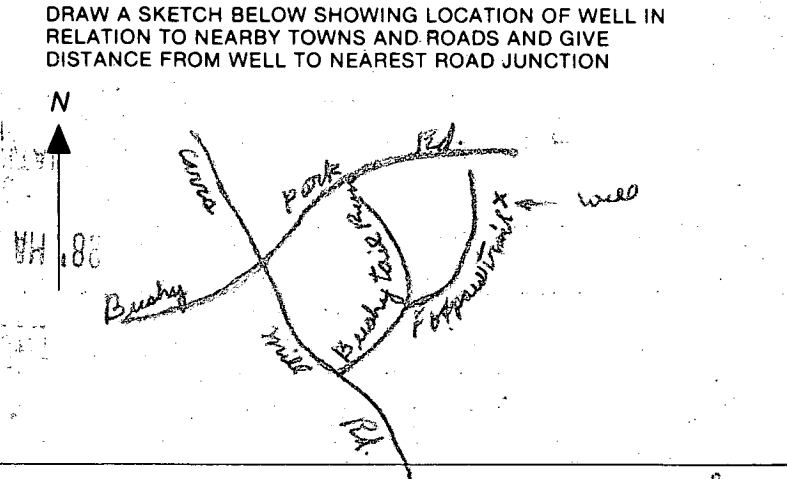 DRAW A SKETCH BELOW SHOWING LOCATION OF WELL IN
RELATION TO NEARBY TOWNS AND ROADS AND GIVE
DISTANCE FROM WELL TO NEAREST ROAD JUNCTION
N
Bushy Park Rd.
Mill Rd.
Bushy Tail Run
x ← well